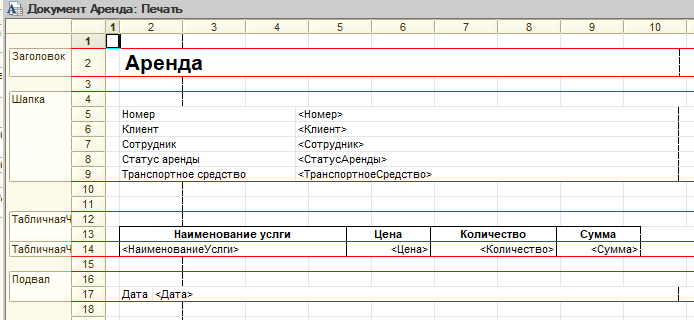 Документ Аренда: Печать
1 2 3 4 5 6 7 8 9 10
1
Заголовок 2 Аренда
3
Шапка 4
5 Номер <Номер>
6 Клиент <Клиент>
7 Сотрудник <Сотрудник>
8 Статус аренды <СтатусАренды>
9 Транспортное средство <ТранспортноеСредство>
10
11
ТабличнаяЧ 12
13 Наименование услги Цена Количество Сумма
ТабличнаяЧ 14 <НаименованиеУслги> <Цена> <Количество> <Сумма>
15
Подвал 16
17 Дата <Дата>
18